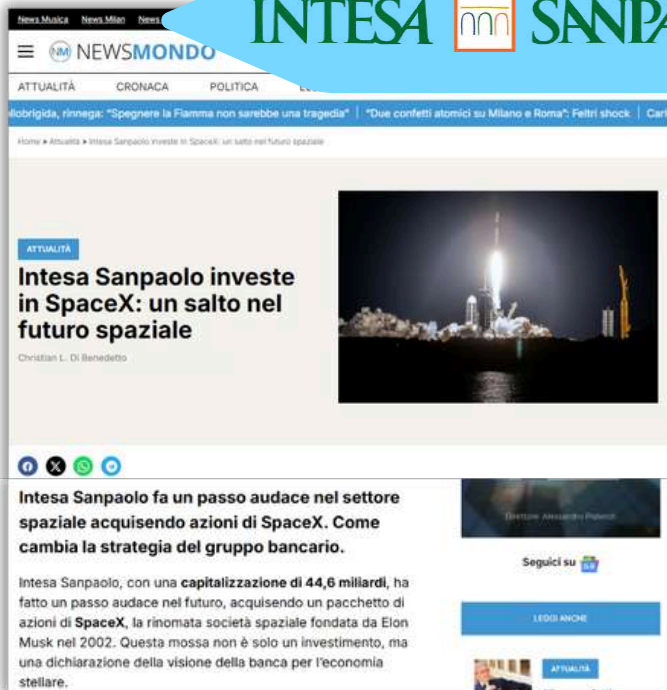 News Musica News Milan News
INTESA SANPA
NM NEWSMONDO
ATTUALITÀ CRONACA POLITICA
llobrigida, rinnega: "Spegnere la Fiamma non sarebbe una tragedia" | "Due confetti atomici su Milano e Roma": Feltri shock | Carl
Home ▸ Attualità ▸ Intesa Sanpaolo investe in SpaceX: un salto nel futuro spaziale
ATTUALITÀ
Intesa Sanpaolo investe
in SpaceX: un salto nel
futuro spaziale
Christian L. Di Benedetto
Intesa Sanpaolo fa un passo audace nel settore
spaziale acquisendo azioni di SpaceX. Come
cambia la strategia del gruppo bancario.
Intesa Sanpaolo, con una capitalizzazione di 44,6 miliardi, ha
fatto un passo audace nel futuro, acquisendo un pacchetto di
azioni di SpaceX, la rinomata società spaziale fondata da Elon
Musk nel 2002. Questa mossa non è solo un investimento, ma
una dichiarazione della visione della banca per l'economia
stellare.
Direttore: Alessandro
Seguici su
LEGGI ANCHE
ATTUALITÀ